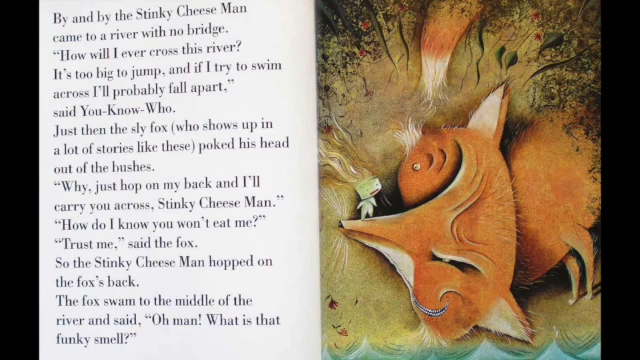 By and by the Stinky Cheese Man
came to a river with no bridge.
“How will I ever cross this river?
It’s too big to jump, and if I try to swim
across I’ll probably fall apart,”
said You-Know-Who.
Just then the sly fox (who shows up in
a lot of stories like these) poked his head
out of the bushes.
“Why, just hop on my back and I’ll
carry you across, Stinky Cheese Man.”
“How do I know you won’t eat me?”
“Trust me,” said the fox.
So the Stinky Cheese Man hopped on
the fox’s back.
The fox swam to the middle of the
river and said, “Oh man! What is that
funky smell?”